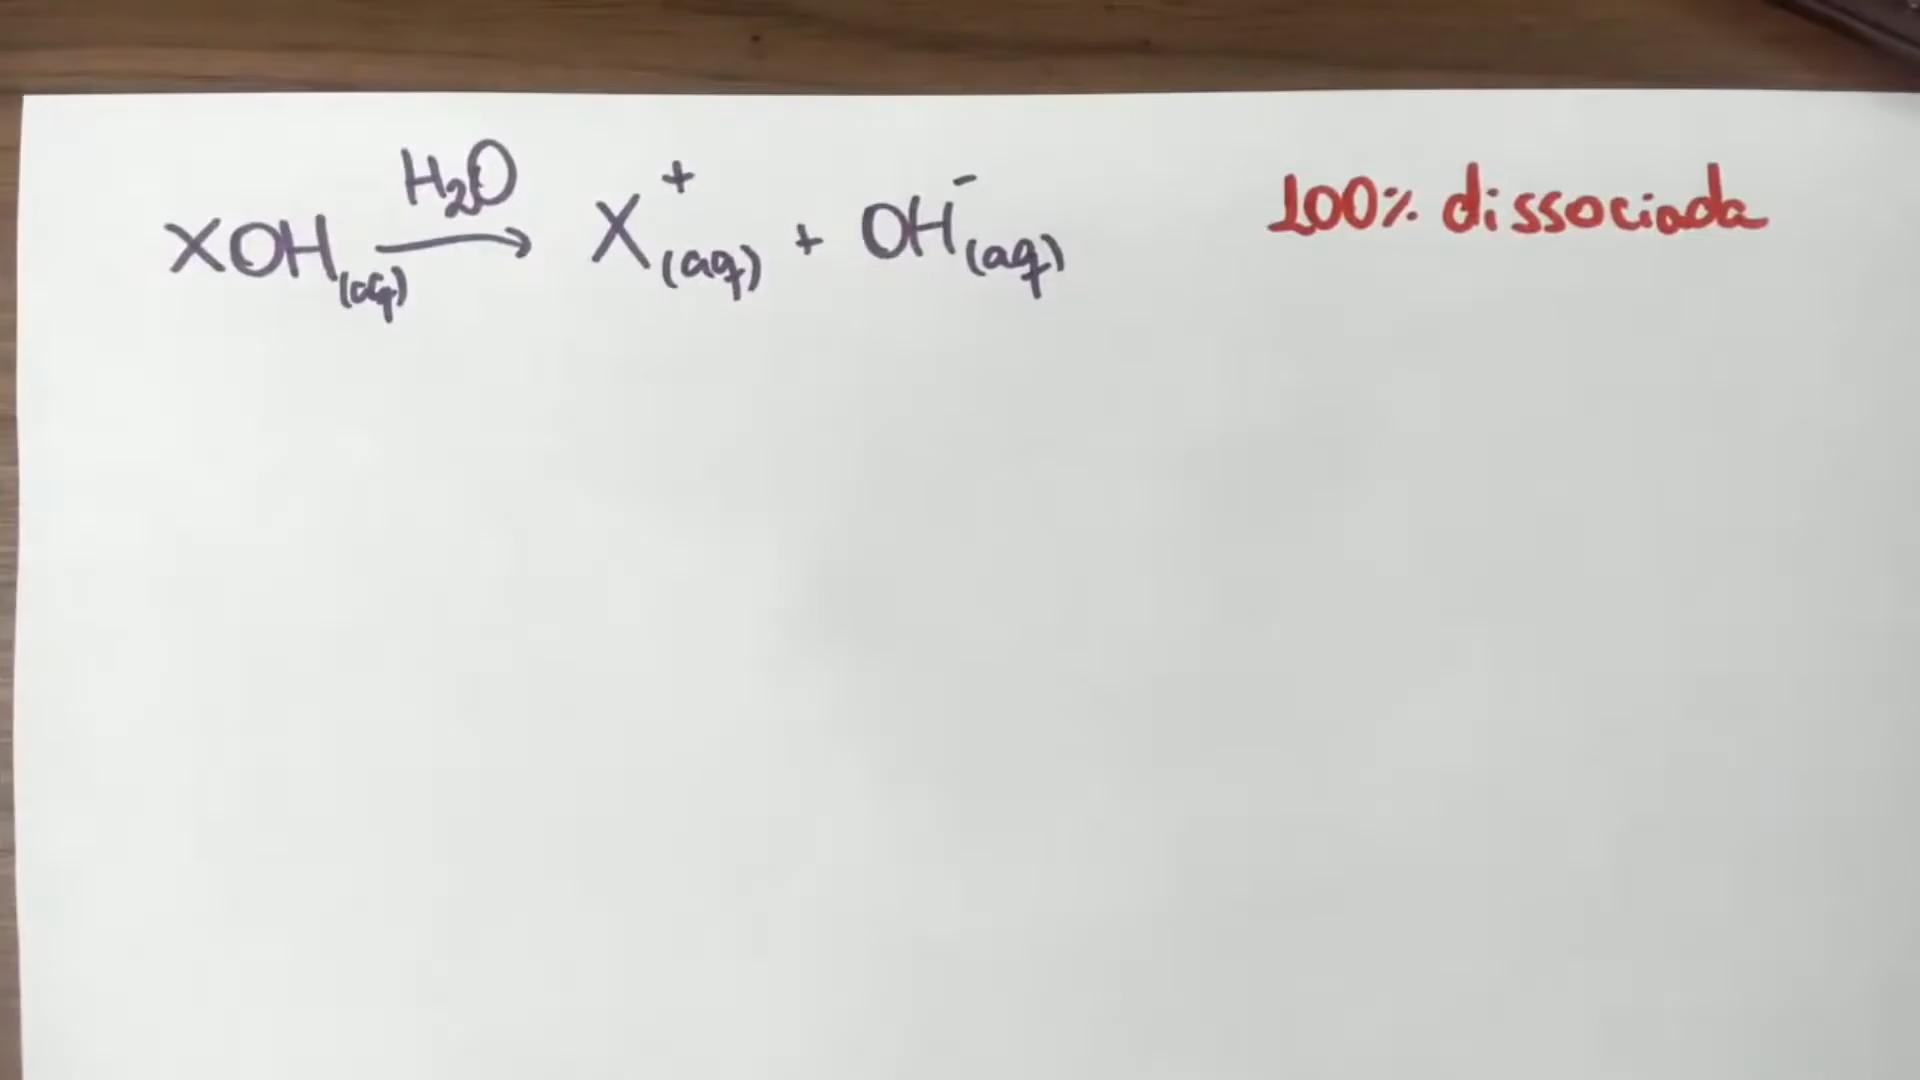 XOH(aq) H₂O → X⁺(aq) + OH⁻(aq) 100% dissociada